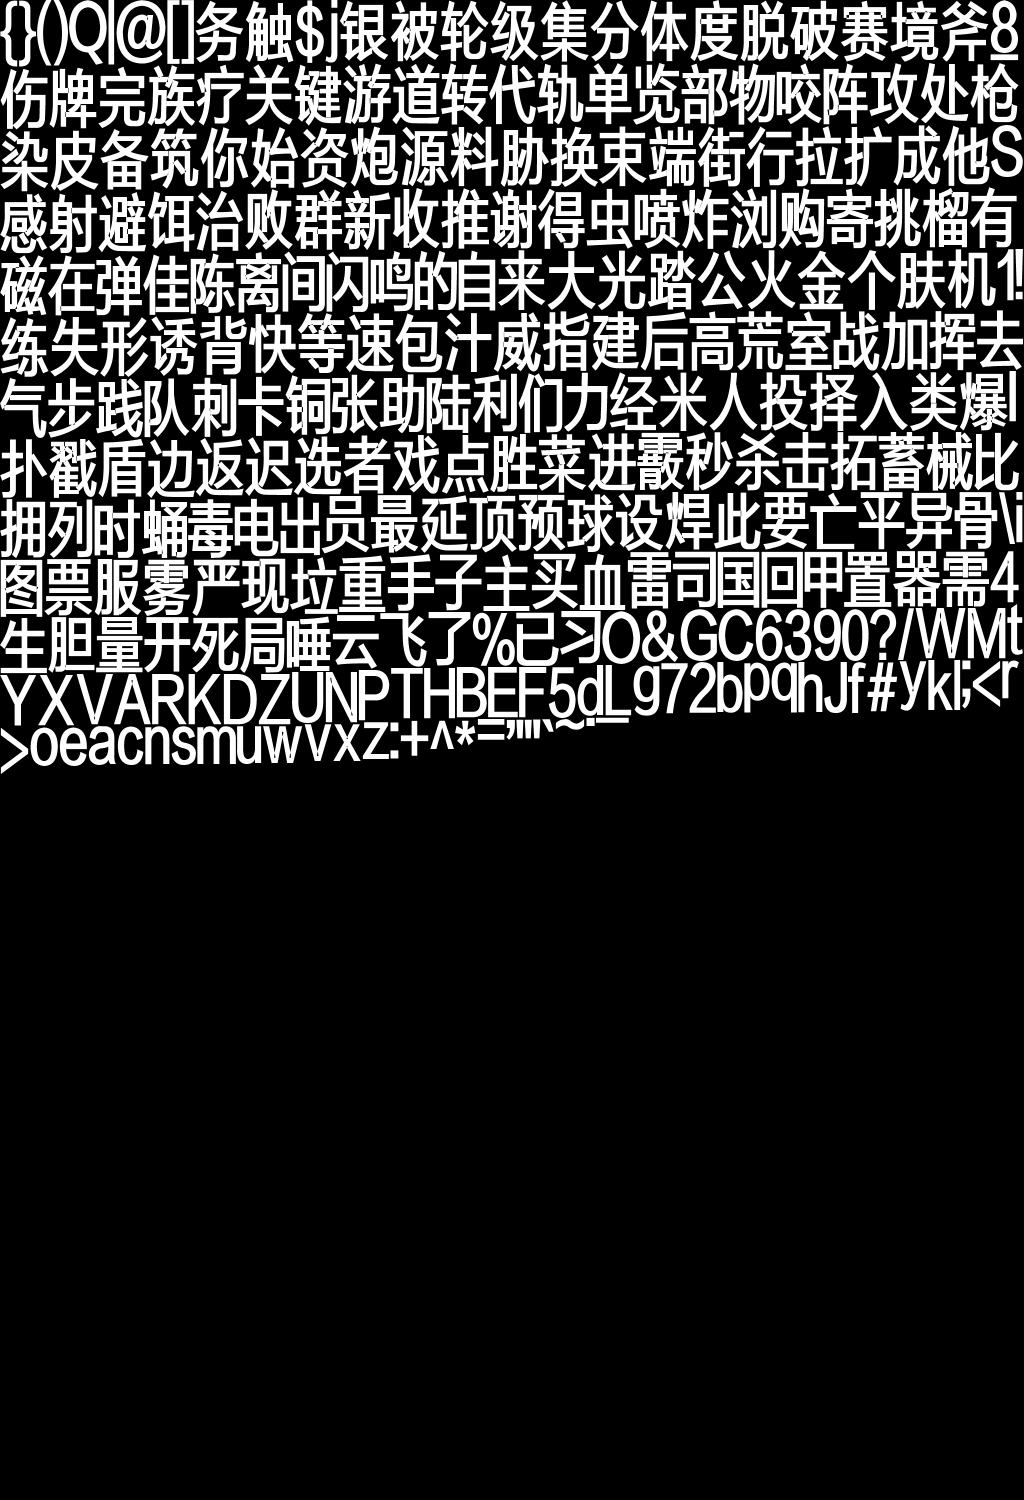 {}()Q|@[]务触$j银被轮级集分体度脱破赛境斧8
伤牌完族疗关键游道转代轨单览部物咬阵攻处枪
染皮备筑你始资炮源料胁换束端街行拉扩成他S
感射避饵治败群新收推谢得虫喷炸浏购寄挑榴有
磁在弹佳陈离间闪鸣的自来大光踏公火金个肤机1!
练失形诱背快等速包汁威指建后高荒室战加挥去
气步践队刺卡铜张助陆利们力经米人投择入类爆I
扑戳盾边返迟选者戏点胜菜进霰秒杀击拓蓄械比
拥列时蛹毒电出员最延顶预球设焊此要亡平异骨\i
图票服雾严现垃重手子主买血雷司国回甲置器需4
生胆量开死局唾云飞了%已习O&GC6390?/WMt
YXVARKDZUNPTHBEF5dLg72bpqhJf#ykl;<r
>oeacnsmuwvxz:+^*="'`~-_